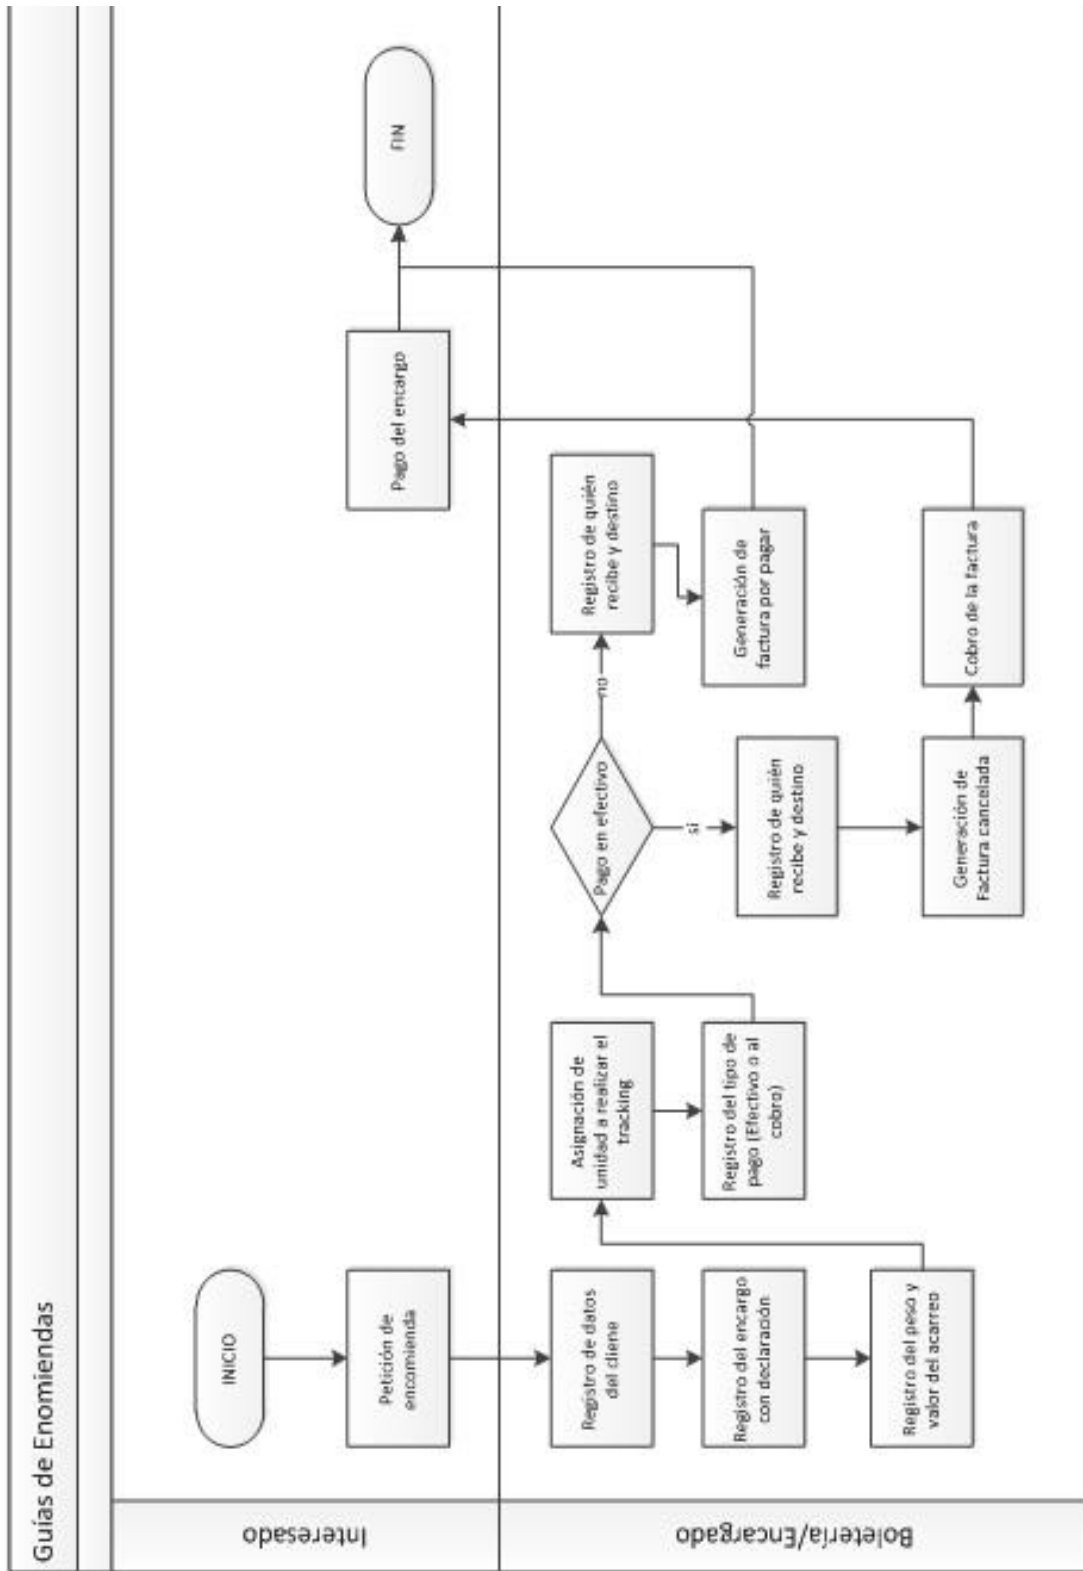 Guías de Enomiendas
Interesado
INICIO
Petición de
encomienda
Pago del encargo
FIN
Boletería/Encargado
Registro de datos
del cliene
Registro del encargo
con declaración
Registro del peso y
valor del acarreo
Asignación de
unidad a realizar el
tracking
Registro del tipo de
pago (Efectivo o al
cobro)
Pago en efectivo
no
Registro de quién
recibe y destino
Generación de
factura por pagar
si
Registro de quién
recibe y destino
Generación de
Factura cancelada
Cobro de la factura